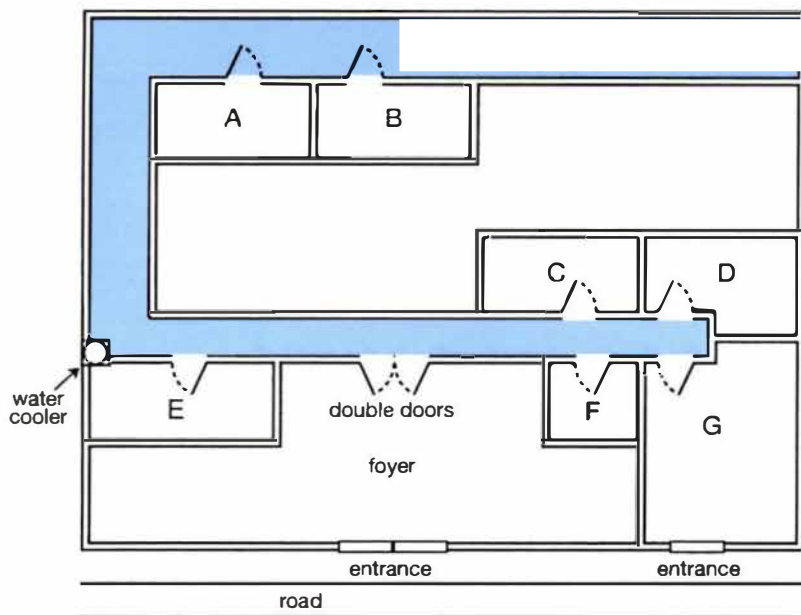 A
B
C
D
water
cooler
E
double doors
F
G
foyer
entrance
entrance
road